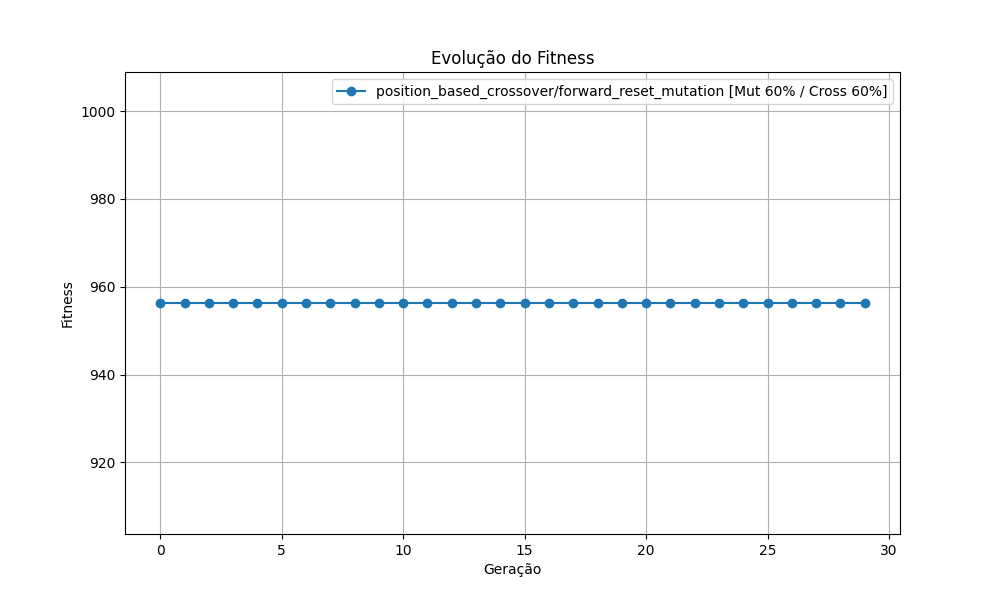 Evolução do Fitness
position_based_crossover/forward_reset_mutation [Mut 60% / Cross 60%]
1000
980
960
940
920
Fitness
0 5 10 15 20 25 30
Geração